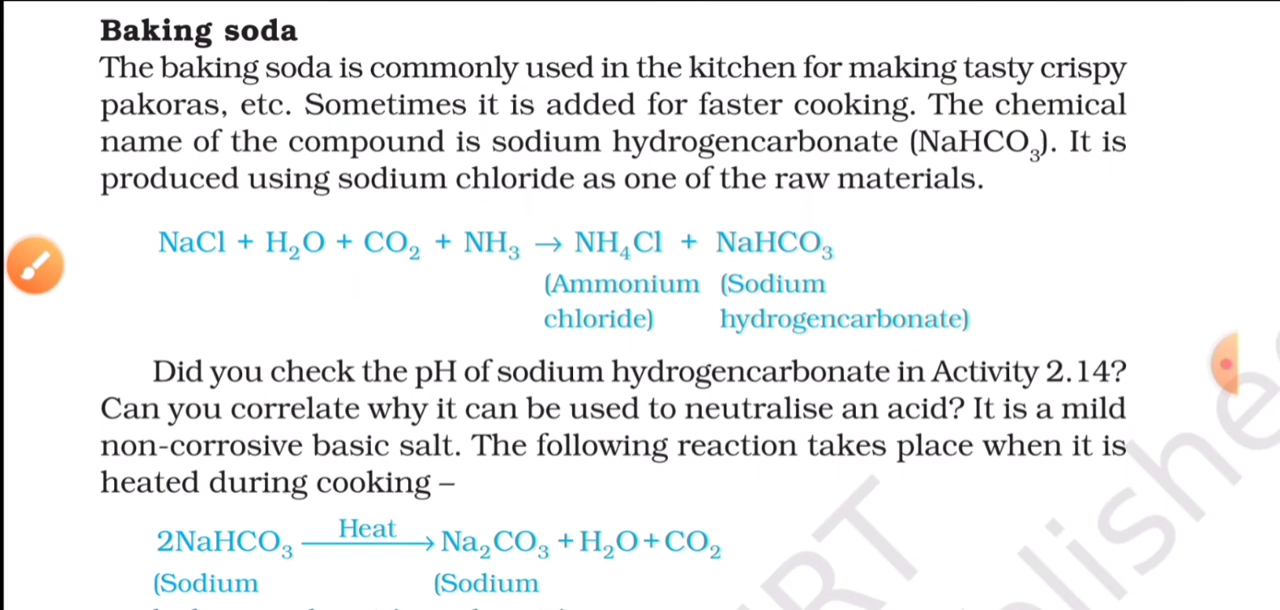 Baking soda
The baking soda is commonly used in the kitchen for making tasty crispy
pakoras, etc. Sometimes it is added for faster cooking. The chemical
name of the compound is sodium hydrogencarbonate (NaHCO₃). It is
produced using sodium chloride as one of the raw materials.
NaCl + H₂O + CO₂ + NH₃ → NH₄Cl + NaHCO₃
(Ammonium (Sodium
chloride) hydrogencarbonate)
Did you check the pH of sodium hydrogencarbonate in Activity 2.14?
Can you correlate why it can be used to neutralise an acid? It is a mild
non-corrosive basic salt. The following reaction takes place when it is
heated during cooking –
Heat
2NaHCO₃ → Na₂CO₃ + H₂O + CO₂
(Sodium (Sodium